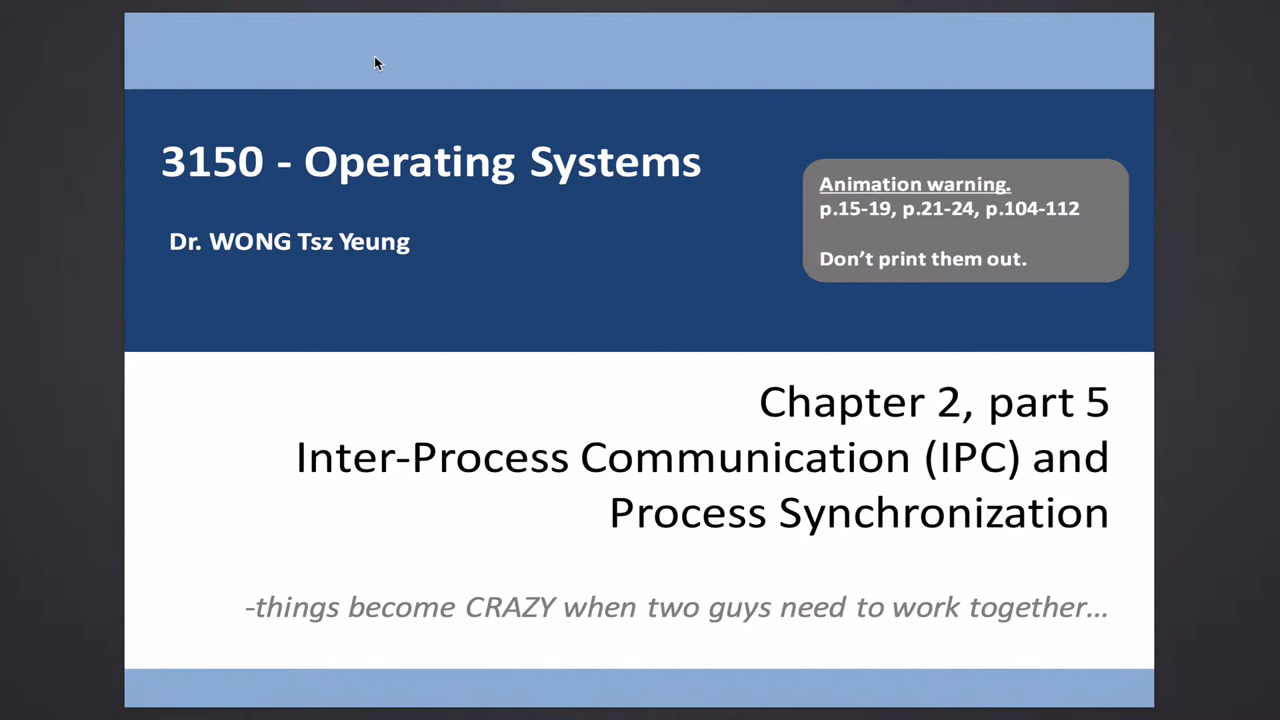 3150 - Operating Systems
Dr. WONG Tsz Yeung
Animation warning.
p.15-19, p.21-24, p.104-112
Don’t print them out.
Chapter 2, part 5
Inter-Process Communication (IPC) and
Process Synchronization
-things become CRAZY when two guys need to work together…